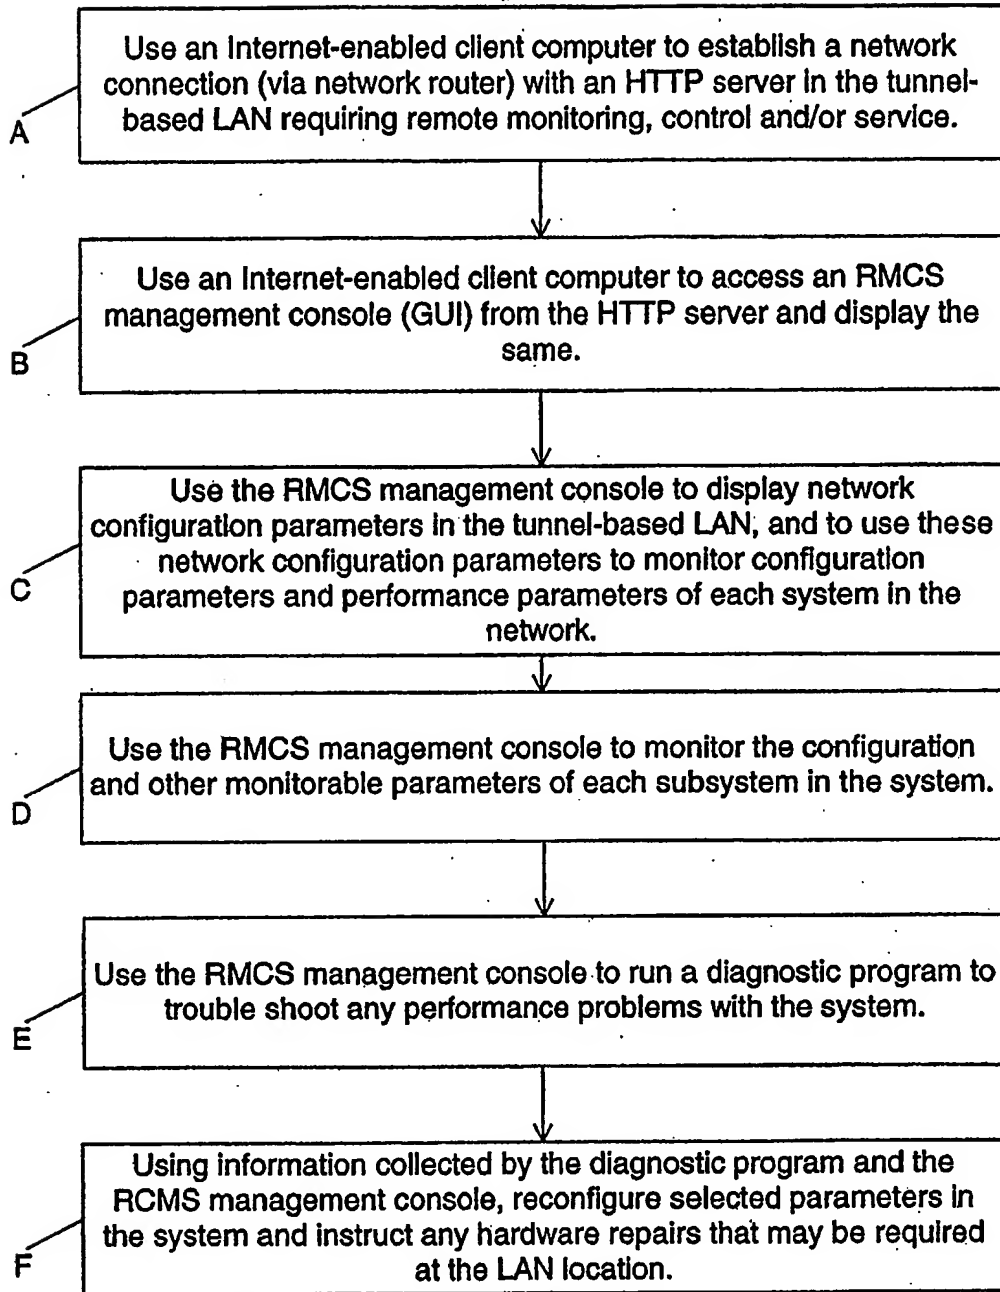 Use an Internet-enabled client computer to establish a network
connection (via network router) with an HTTP server in the tunnel-
based LAN requiring remote monitoring, control and/or service.
A
Use an Internet-enabled client computer to access an RMCS
management console (GUI) from the HTTP server and display the
same.
B
Use the RMCS management console to display network
configuration parameters in the tunnel-based LAN, and to use these
network configuration parameters to monitor configuration
parameters and performance parameters of each system in the
network.
C
Use the RMCS management console to monitor the configuration
and other monitorable parameters of each subsystem in the system.
D
Use the RMCS management console to run a diagnostic program to
trouble shoot any performance problems with the system.
E
Using information collected by the diagnostic program and the
RCMS management console, reconfigure selected parameters in
the system and instruct any hardware repairs that may be required
at the LAN location.
F